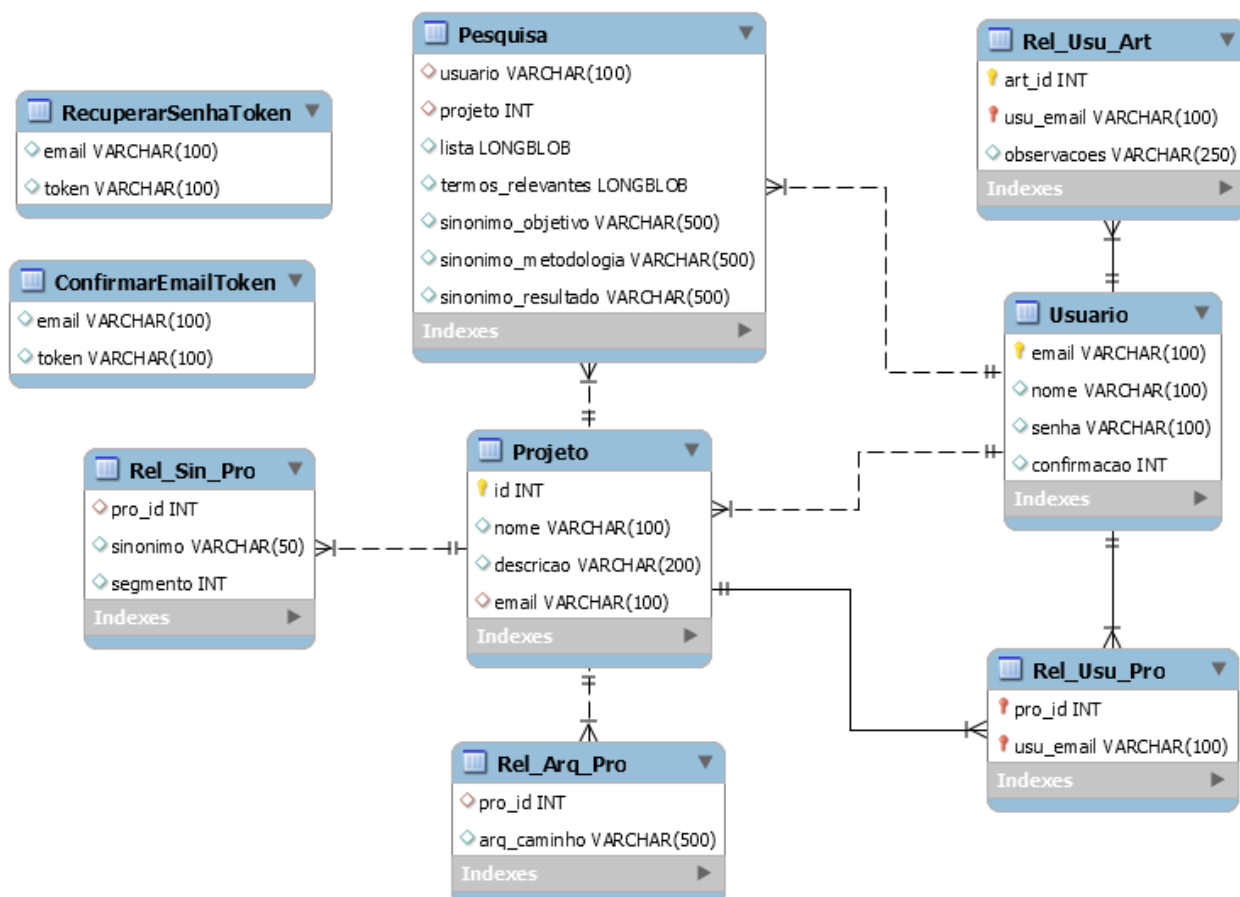 Pesquisa
usuario VARCHAR(100)
projeto INT
lista LONGBLOB
termos_relevantes LONGBLOB
sinonimo_objetivo VARCHAR(500)
sinonimo_metodologia VARCHAR(500)
sinonimo_resultado VARCHAR(500)
Indexes
Rel_Usu_Art
art_id INT
usu_email VARCHAR(100)
observacoes VARCHAR(250)
Indexes
RecuperarSenhaToken
email VARCHAR(100)
token VARCHAR(100)
ConfirmarEmailToken
email VARCHAR(100)
token VARCHAR(100)
Usuario
email VARCHAR(100)
nome VARCHAR(100)
senha VARCHAR(100)
confirmacao INT
Indexes
Rel_Sin_Pro
pro_id INT
sinonimo VARCHAR(50)
segmento INT
Indexes
Projeto
id INT
nome VARCHAR(100)
descricao VARCHAR(200)
email VARCHAR(100)
Indexes
Rel_Usu_Pro
pro_id INT
usu_email VARCHAR(100)
Indexes
Rel_Arq_Pro
pro_id INT
arq_caminho VARCHAR(500)
Indexes